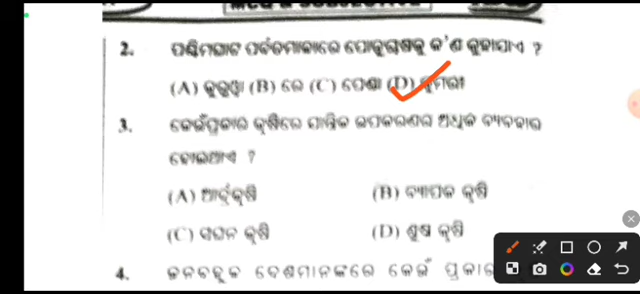 2. ପଶ୍ଚିମଘାଟ ପର୍ବତମାଳାରେ ପୋଡୁଚାଷକୁ କ'ଣ କୁହାଯାଏ ?
(A) କୁରୁୱା (B) ରେ (C) ପେଣ୍ଡା (D) କୁମାରୀ
3. କେଉଁପ୍ରକାର କୃଷିରେ ଯାନ୍ତ୍ରିକ ଉପକରଣର ଅଧିକ ବ୍ୟବହାର
ହୋଇଥାଏ ?
(A) ଆର୍ଦ୍ରକୃଷି (B) ବ୍ୟାପକ କୃଷି
(C) ସଘନ କୃଷି (D) ଶୁଷ୍କ କୃଷି
4. ଜନବହୁଳ ଦେଶମାନଙ୍କରେ କେଉଁ ପ୍ରକାର